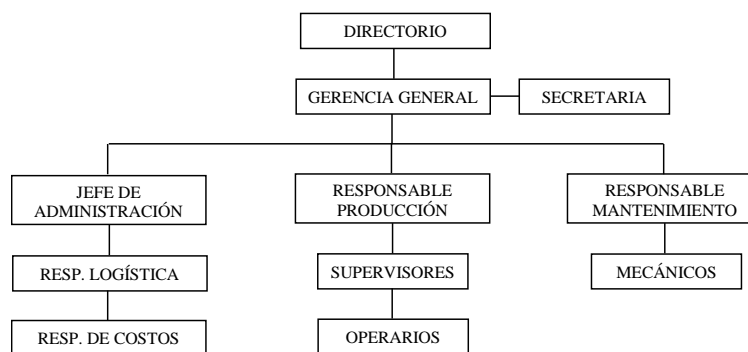 DIRECTORIO
GERENCIA GENERAL
SECRETARIA
JEFE DE
ADMINISTRACIÓN
RESPONSABLE
PRODUCCIÓN
RESPONSABLE
MANTENIMIENTO
RESP. LOGÍSTICA
SUPERVISORES
MECÁNICOS
RESP. DE COSTOS
OPERARIOS